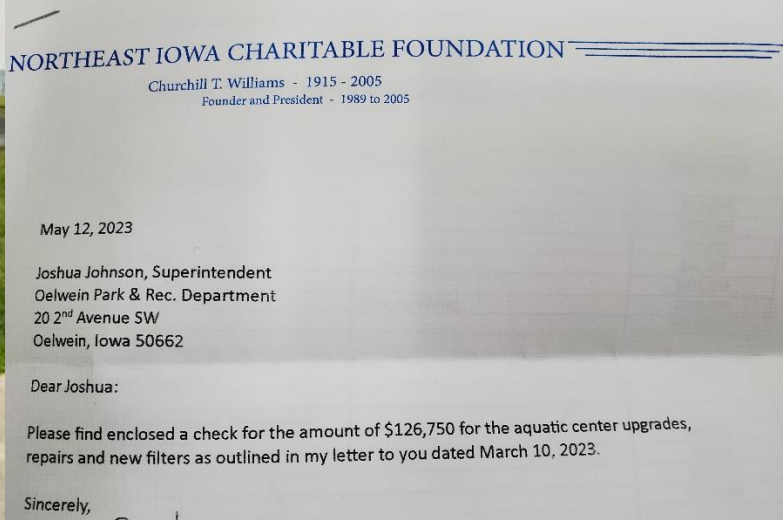 NORTHEAST IOWA CHARITABLE FOUNDATION
Churchill T. Williams - 1915 - 2005
Founder and President - 1989 to 2005
May 12, 2023
Joshua Johnson, Superintendent
Oelwein Park & Rec. Department
20 2nd Avenue SW
Oelwein, Iowa 50662
Dear Joshua:
Please find enclosed a check for the amount of $126,750 for the aquatic center upgrades,
repairs and new filters as outlined in my letter to you dated March 10, 2023.
Sincerely,